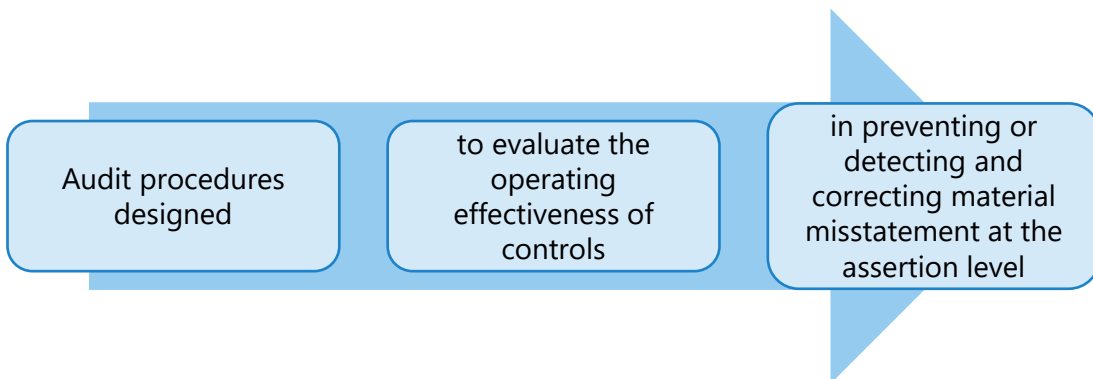 Audit procedures
designed
to evaluate the
operating
effectiveness of
controls
in preventing or
detecting and
correcting material
misstatement at the
assertion level